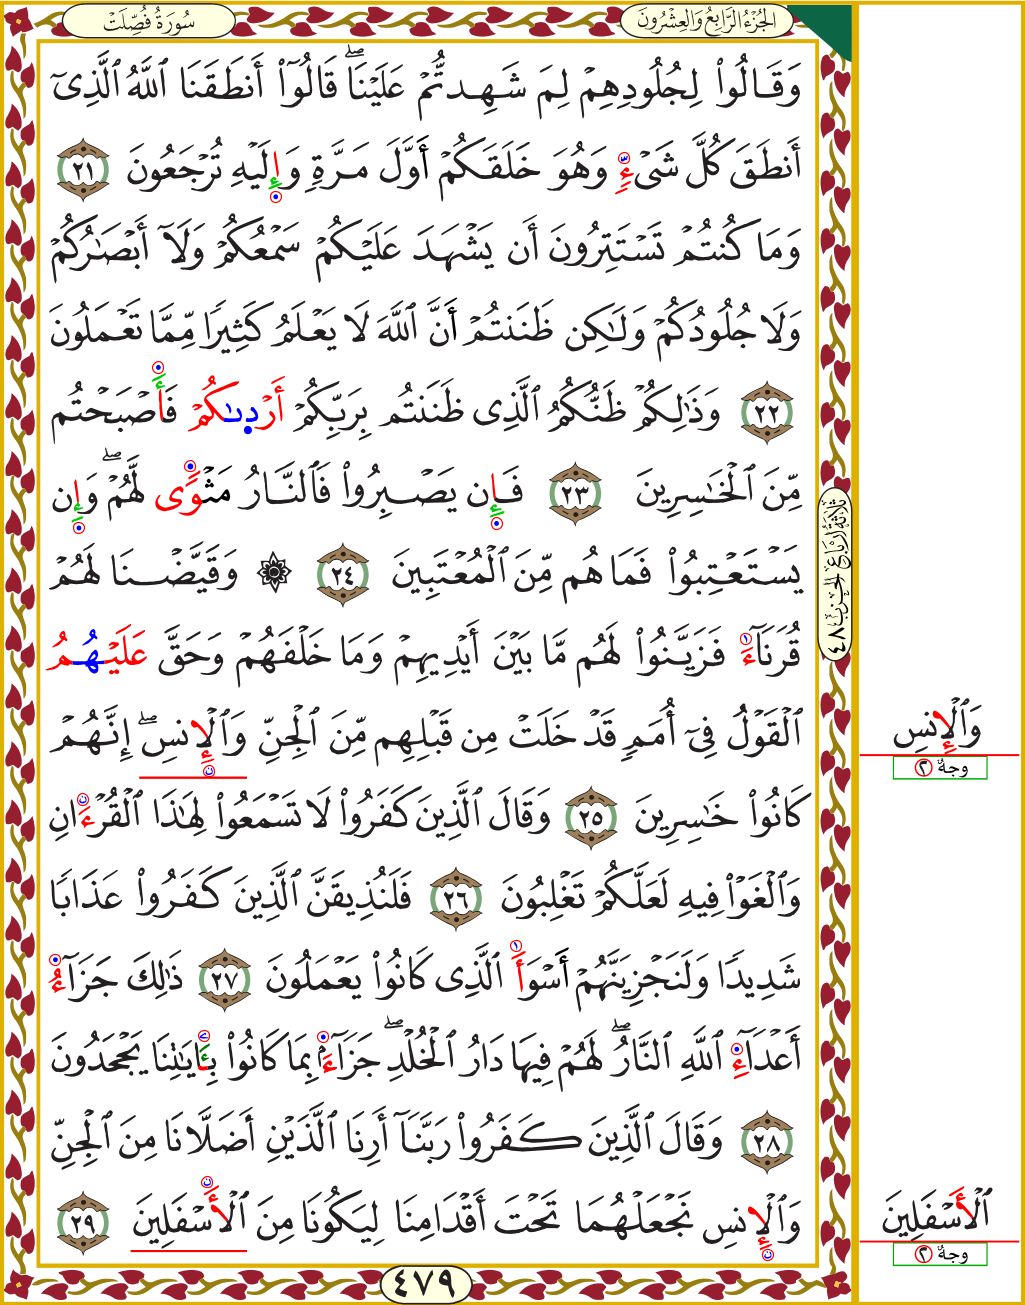 سُورَةُ فُصِّلَتْ
الجُزْءُ الرَّابِعُ وَالعِشْرُونَ
وَقَالُوا۟ لِجُلُودِهِمْ لِمَ شَهِدتُّمْ عَلَيْنَا ۖ قَالُوٓا۟ أَنطَقَنَا ٱللَّهُ ٱلَّذِىٓ
أَنطَقَ كُلَّ شَىْءٍ وَهُوَ خَلَقَكُمْ أَوَّلَ مَرَّةٍ وَإِلَيْهِ تُرْجَعُونَ ٢١
وَمَا كُنتُمْ تَسْتَتِرُونَ أَن يَشْهَدَ عَلَيْكُمْ سَمْعُكُمْ وَلَآ أَبْصَـٰرُكُمْ
وَلَا جُلُودُكُمْ وَلَـٰكِن ظَنَنتُمْ أَنَّ ٱللَّهَ لَا يَعْلَمُ كَثِيرًا مِّمَّا تَعْمَلُونَ
٢٢ وَذَٰلِكُمْ ظَنُّكُمُ ٱلَّذِى ظَنَنتُم بِرَبِّكُمْ أَرْدىٰكُمْ فَأَصْبَحْتُم
مِّنَ ٱلْخَـٰسِرِينَ ٢٣ فَإِن يَصْبِرُوا۟ فَٱلنَّارُ مَثْوًى لَّهُمْ ۖ وَإِن
يَسْتَعْتِبُوا۟ فَمَا هُم مِّنَ ٱلْمُعْتَبِينَ ٢٤ ۞ وَقَيَّضْنَا لَهُمْ
قُرَنَآءَ فَزَيَّنُوا۟ لَهُم مَّا بَيْنَ أَيْدِيهِمْ وَمَا خَلْفَهُمْ وَحَقَّ عَلَيْهُمُ
ٱلْقَوْلُ فِىٓ أُمَمٍ قَدْ خَلَتْ مِن قَبْلِهِم مِّنَ ٱلْجِنِّ وَٱلْإِنسِ ۖ إِنَّهُمْ
كَانُوا۟ خَـٰسِرِينَ ٢٥ وَقَالَ ٱلَّذِينَ كَفَرُوا۟ لَا تَسْمَعُوا۟ لِهَـٰذَا ٱلْقُرْءَانِ
وَٱلْغَوْا۟ فِيهِ لَعَلَّكُمْ تَغْلِبُونَ ٢٦ فَلَنُذِيقَنَّ ٱلَّذِينَ كَفَرُوا۟ عَذَابًا
شَدِيدًا وَلَنَجْزِيَنَّهُمْ أَسْوَأَ ٱلَّذِى كَانُوا۟ يَعْمَلُونَ ٢٧ ذَٰلِكَ جَزَآءُ
أَعْدَآءِ ٱللَّهِ ٱلنَّارُ ۖ لَهُمْ فِيهَا دَارُ ٱلْخُلْدِ ۖ جَزَآءًۢ بِمَا كَانُوا۟ بِـَٔايَـٰتِنَا يَجْحَدُونَ
٢٨ وَقَالَ ٱلَّذِينَ كَفَرُوا۟ رَبَّنَآ أَرِنَا ٱلَّذَيْنِ أَضَلَّانَا مِنَ ٱلْجِنِّ
وَٱلْإِنسِ نَجْعَلْهُمَا تَحْتَ أَقْدَامِنَا لِيَكُونَا مِنَ ٱلْأَسْفَلِينَ ٢٩
٤٧٩
ثلاثة أرباع الحزب ٤٨
وَٱلْإِنسِ
وجهٌ ٢
ٱلْأَسْفَلِينَ
وجهٌ ٢